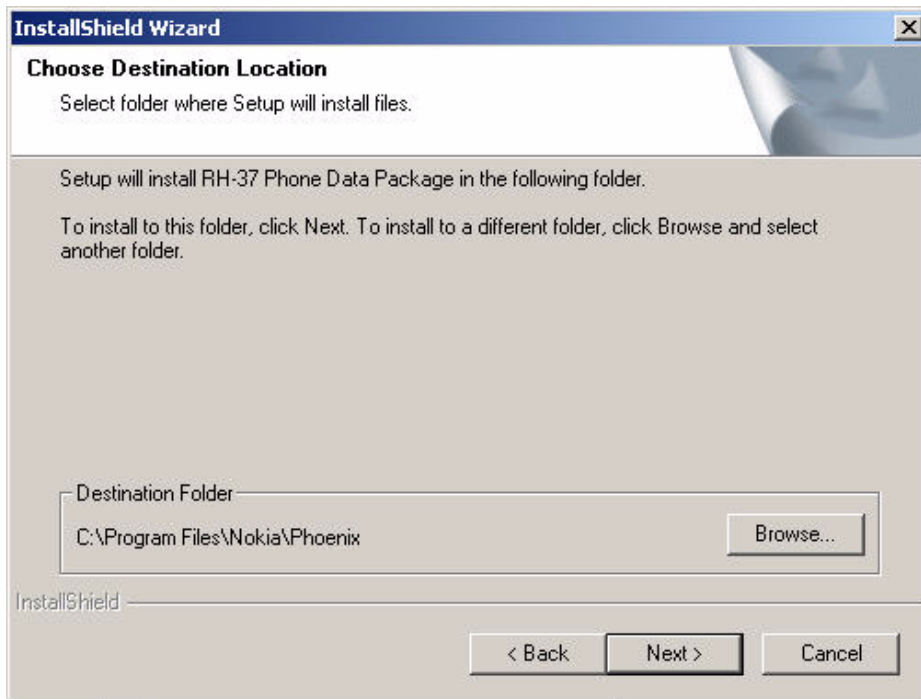 InstallShield Wizard
Choose Destination Location
Select folder where Setup will install files.
Setup will install RH-37 Phone Data Package in the following folder.
To install to this folder, click Next. To install to a different folder, click Browse and select
another folder.
Destination Folder
C:\Program Files\Nokia\Phoenix
Browse...
InstallShield
< Back
Next >
Cancel